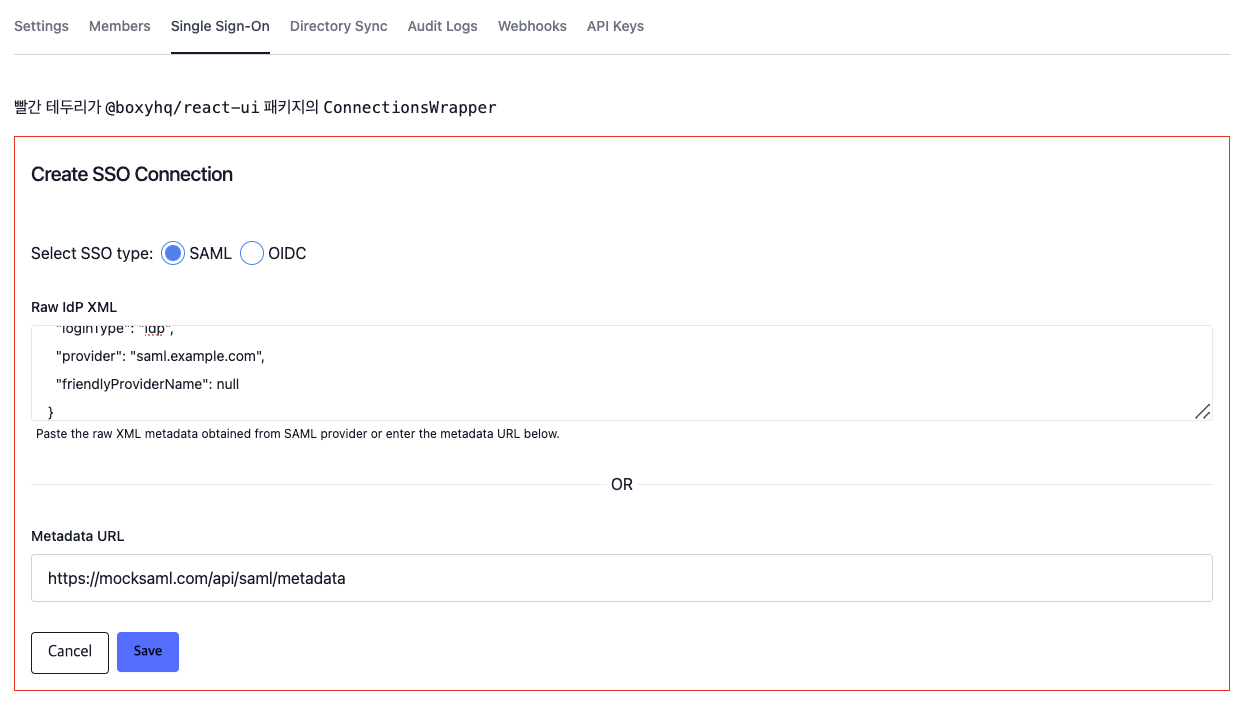 Settings Members Single Sign-On Directory Sync Audit Logs Webhooks API Keys
빨간 테두리가 @boxyhq/react-ui 패키지의 ConnectionsWrapper
Create SSO Connection
Select SSO type: SAML OIDC
Raw IdP XML
"loginType": "idp",
"provider": "saml.example.com",
"friendlyProviderName": null
}
Paste the raw XML metadata obtained from SAML provider or enter the metadata URL below.
OR
Metadata URL
https://mocksaml.com/api/saml/metadata
Cancel Save